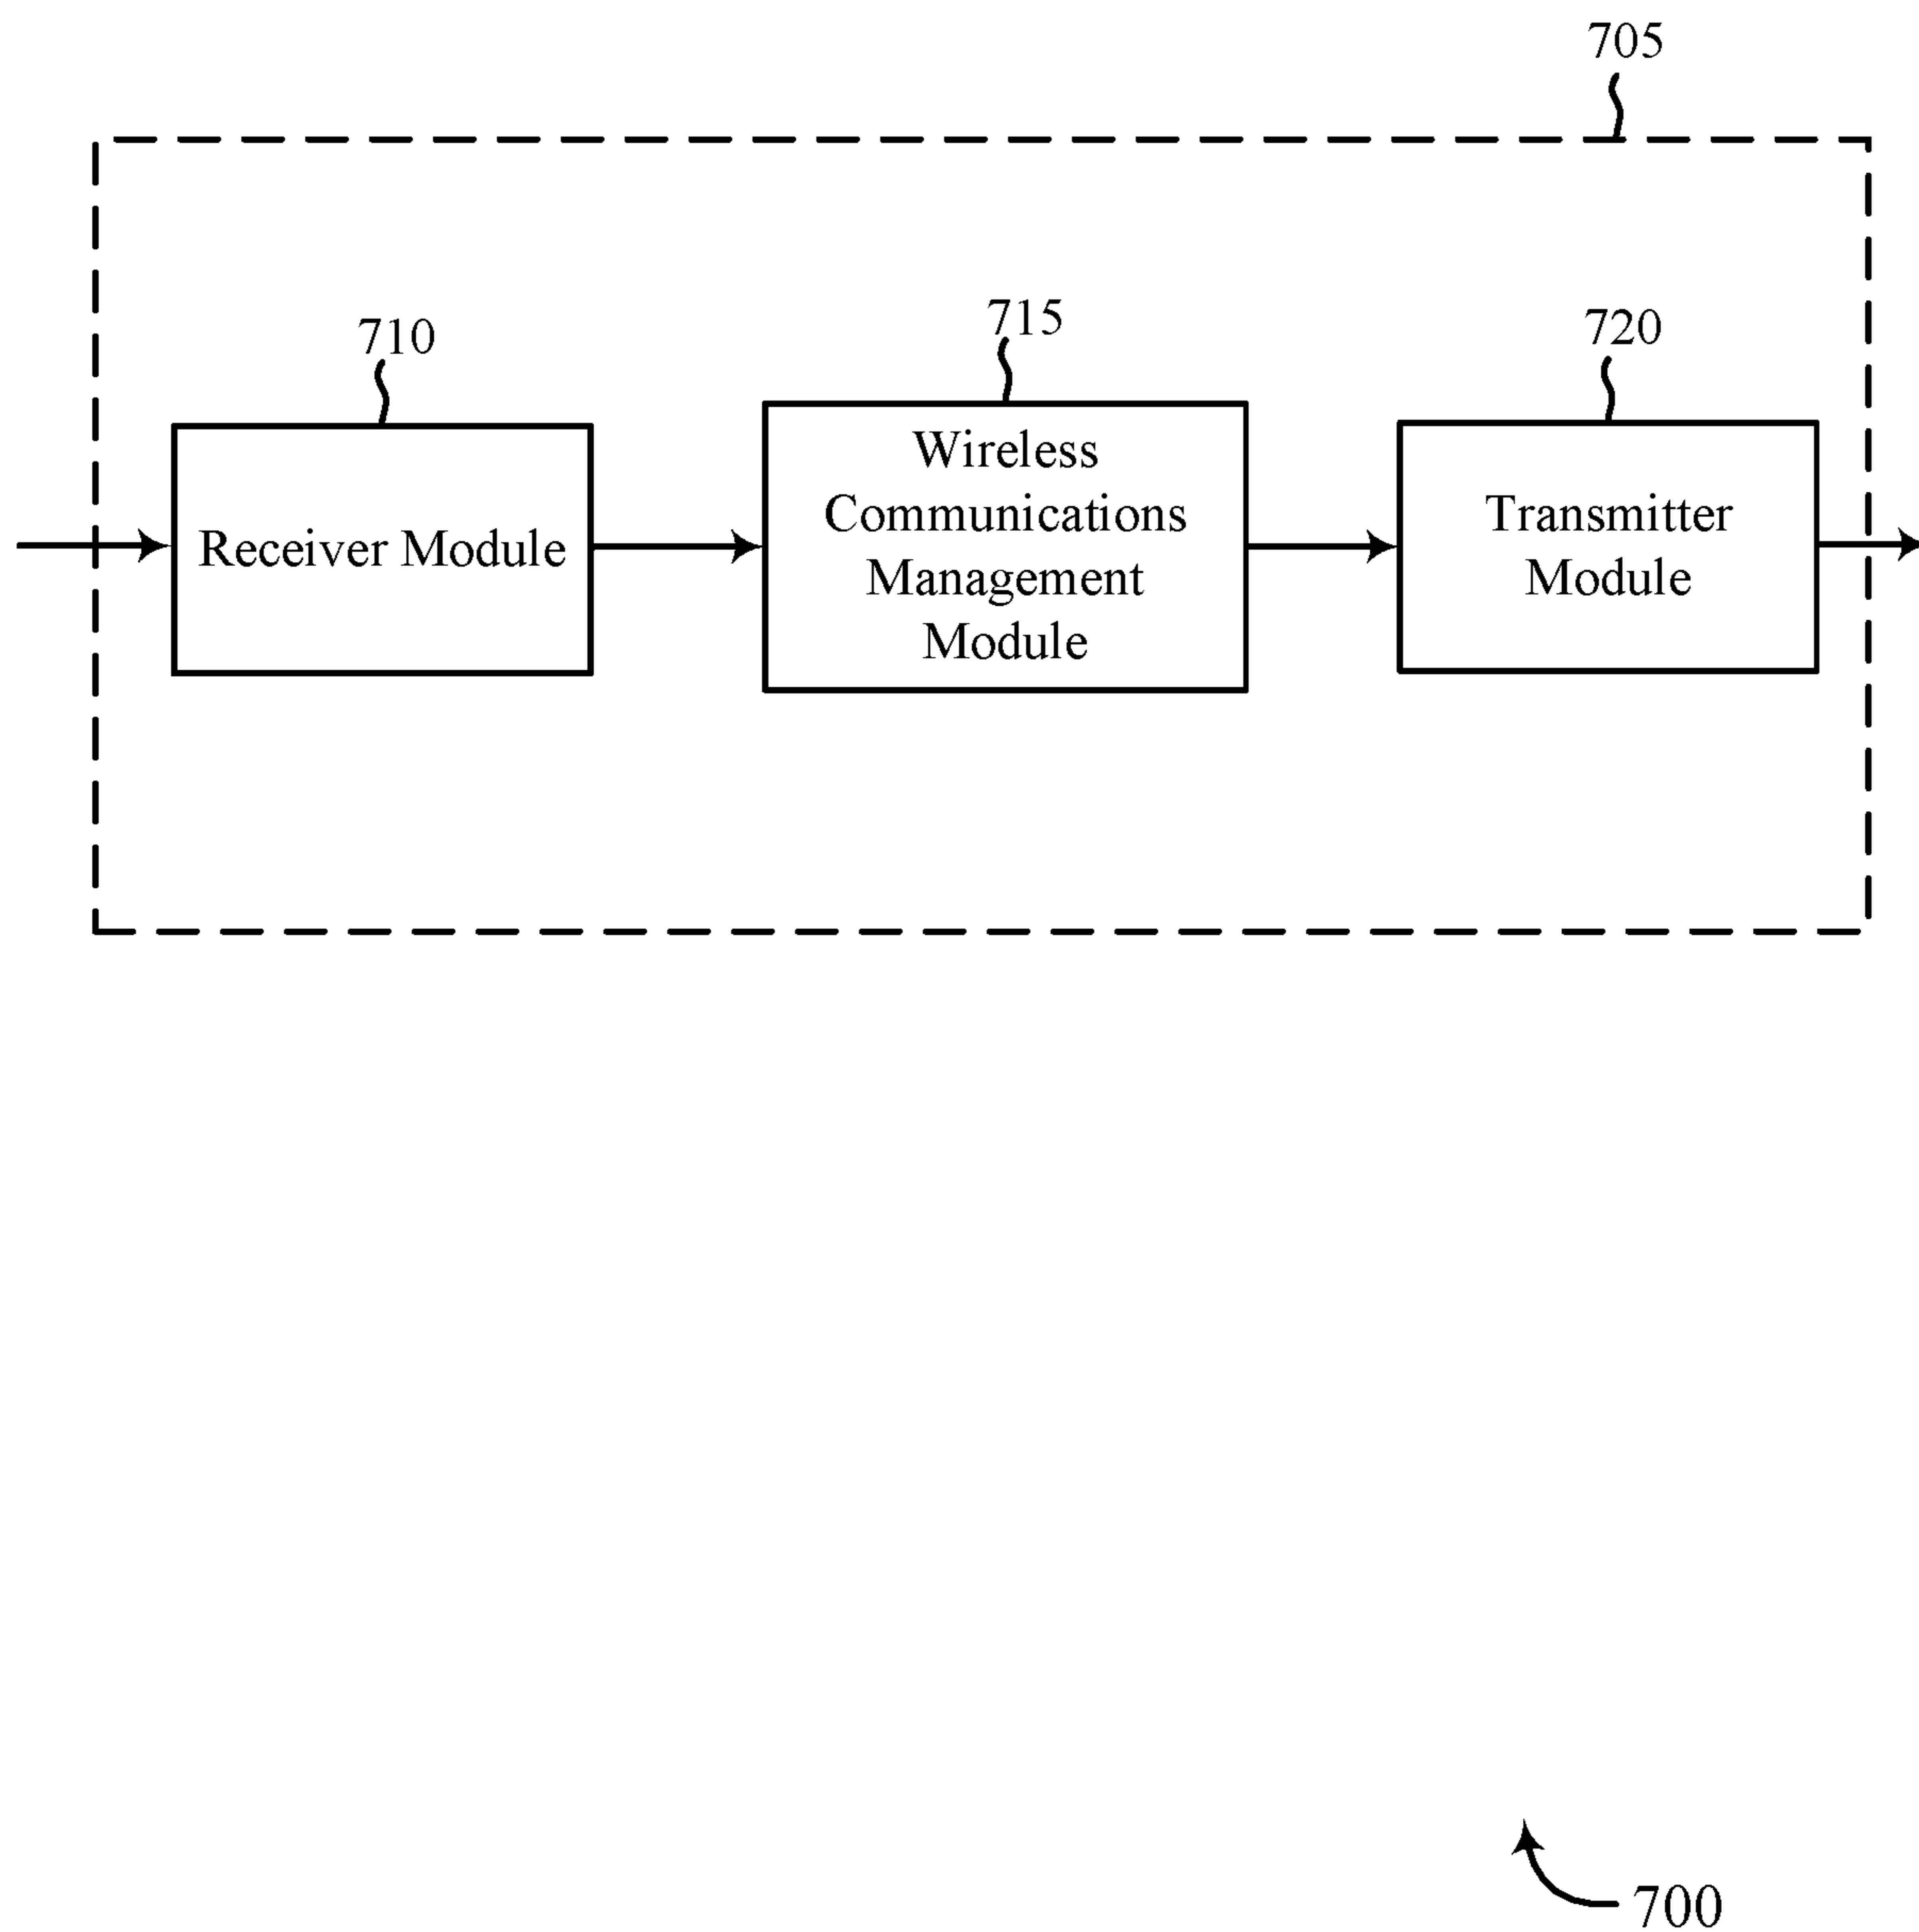 705
710
715
720
Receiver Module
Wireless
Communications
Management
Module
Transmitter
Module
700